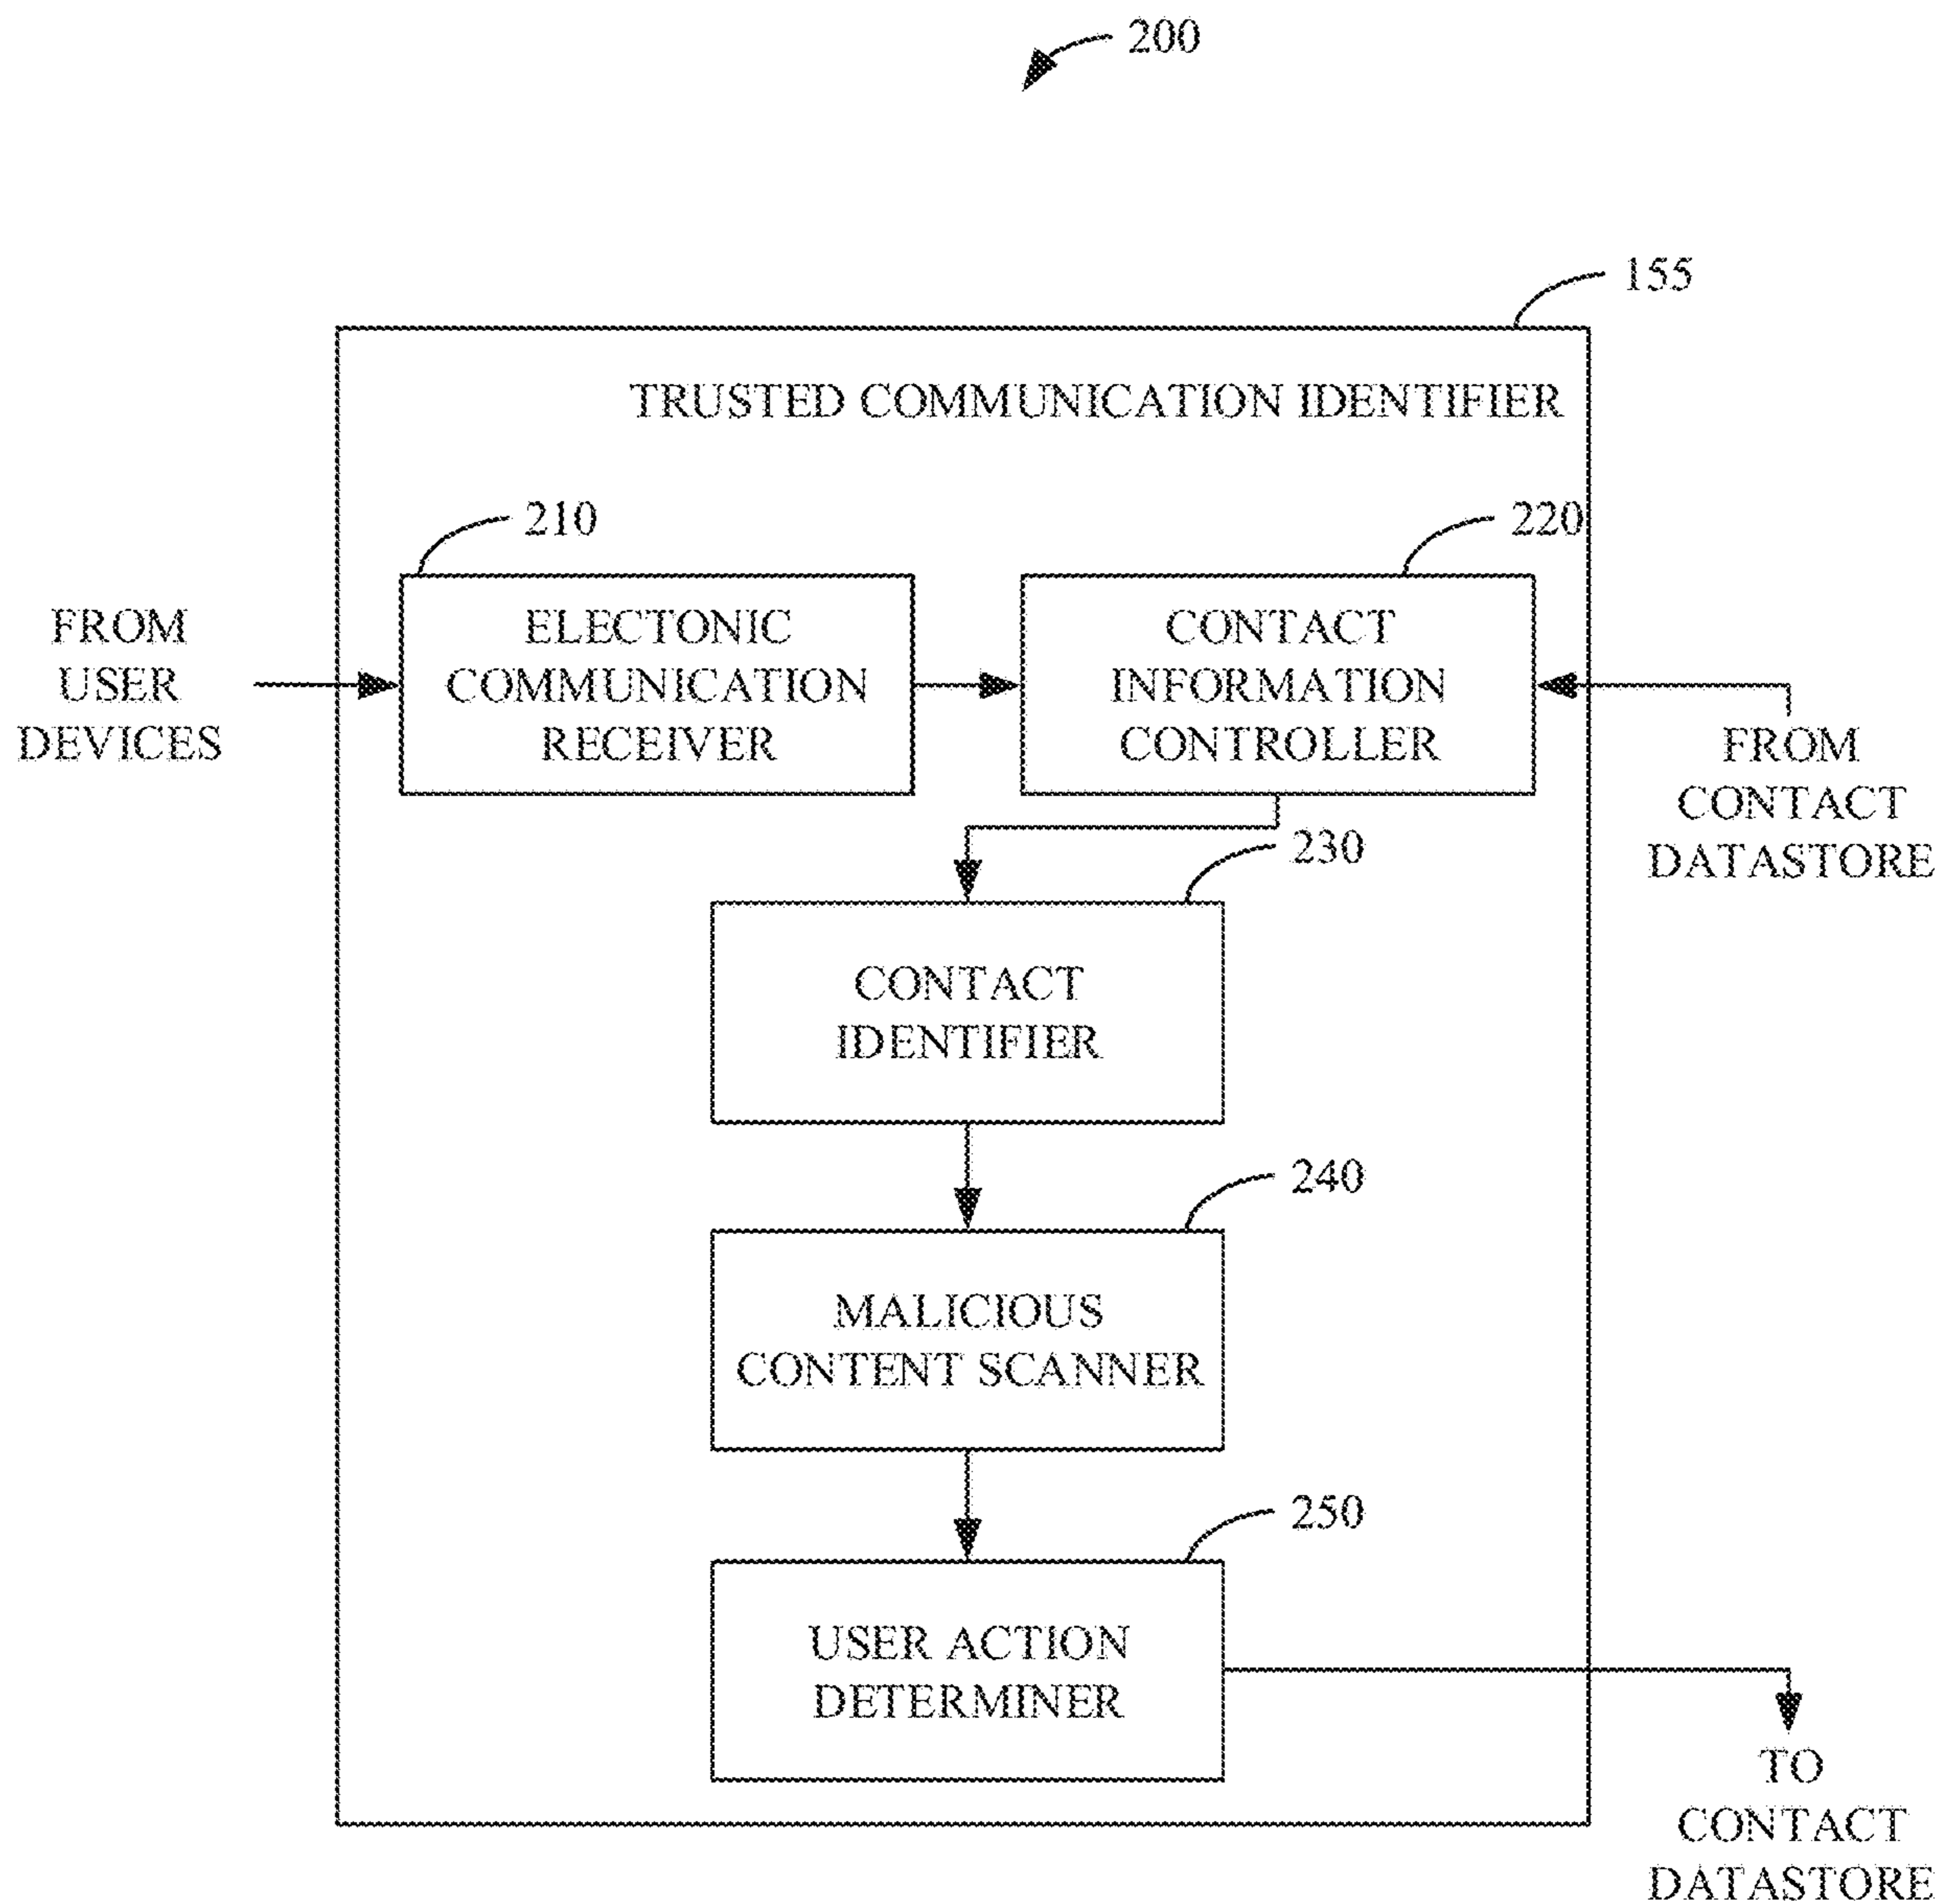 200
155
TRUSTED COMMUNICATION IDENTIFIER
210
220
FROM
USER
DEVICES
ELECTONIC
COMMUNICATION
RECEIVER
CONTACT
INFORMATION
CONTROLLER
FROM
CONTACT
DATASTORE
230
CONTACT
IDENTIFIER
240
MALICIOUS
CONTENT SCANNER
250
USER ACTION
DETERMINER
TO
CONTACT
DATASTORE